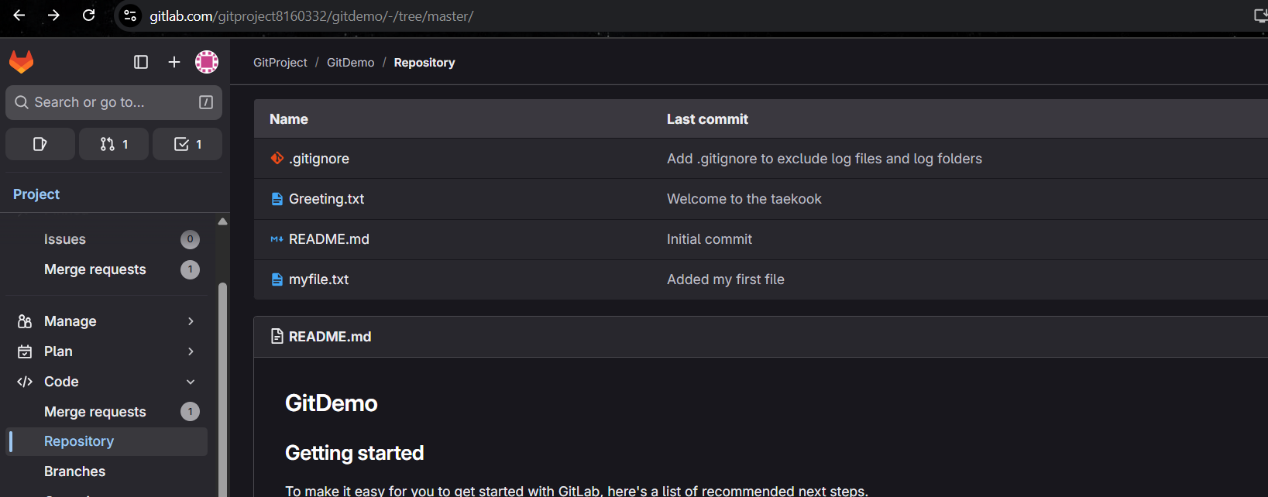 gitlab.com/gitproject8160332/gitdemo/-/tree/master/
GitProject / GitDemo / Repository
Search or go to... /
1 1
Project
Issues 0
Merge requests 1
Manage
Plan
Code
Merge requests 1
Repository
Branches
Name Last commit
.gitignore Add .gitignore to exclude log files and log folders
Greeting.txt Welcome to the taekook
README.md Initial commit
myfile.txt Added my first file
README.md
GitDemo
Getting started
To make it easy for you to get started with GitLab, here's a list of recommended next steps.